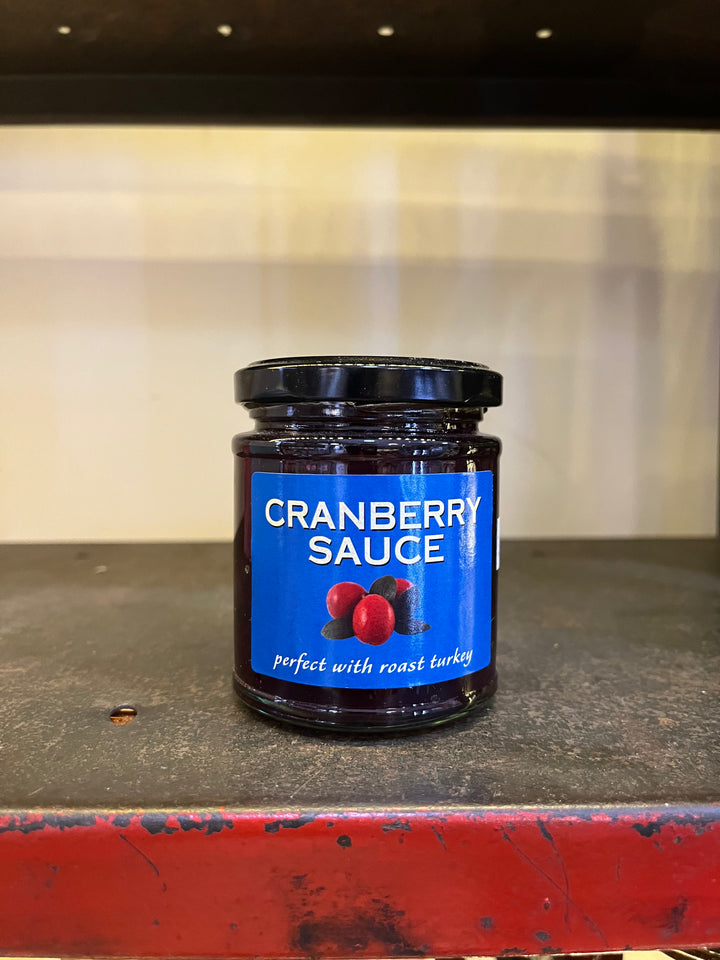 CRANBERRY
SAUCE
perfect with roast turkey